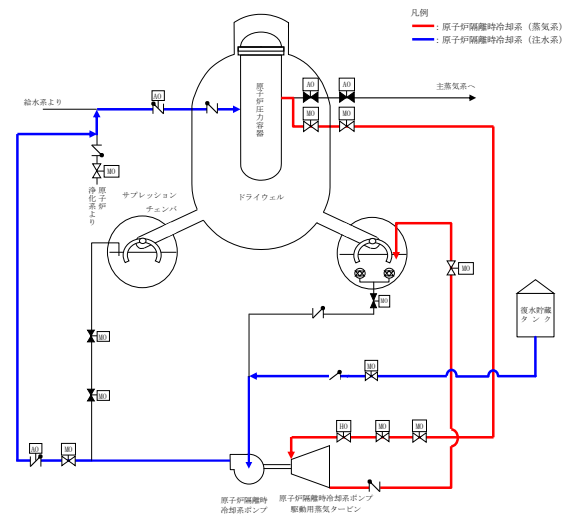 凡例
：原子炉隔離時冷却系（蒸気系）
：原子炉隔離時冷却系（注水系）
AO
AO
AO
主蒸気系へ
給水系より
原子炉圧力容器
MO
MO
MO
原子炉
浄化系より
サプレッション
チェンバ
ドライウェル
MO
MO
復水貯蔵
タンク
MO
MO
MO
HO
MO
MO
AO
MO
原子炉隔離時
冷却系ポンプ
原子炉隔離時冷却系ポンプ
駆動用蒸気タービン